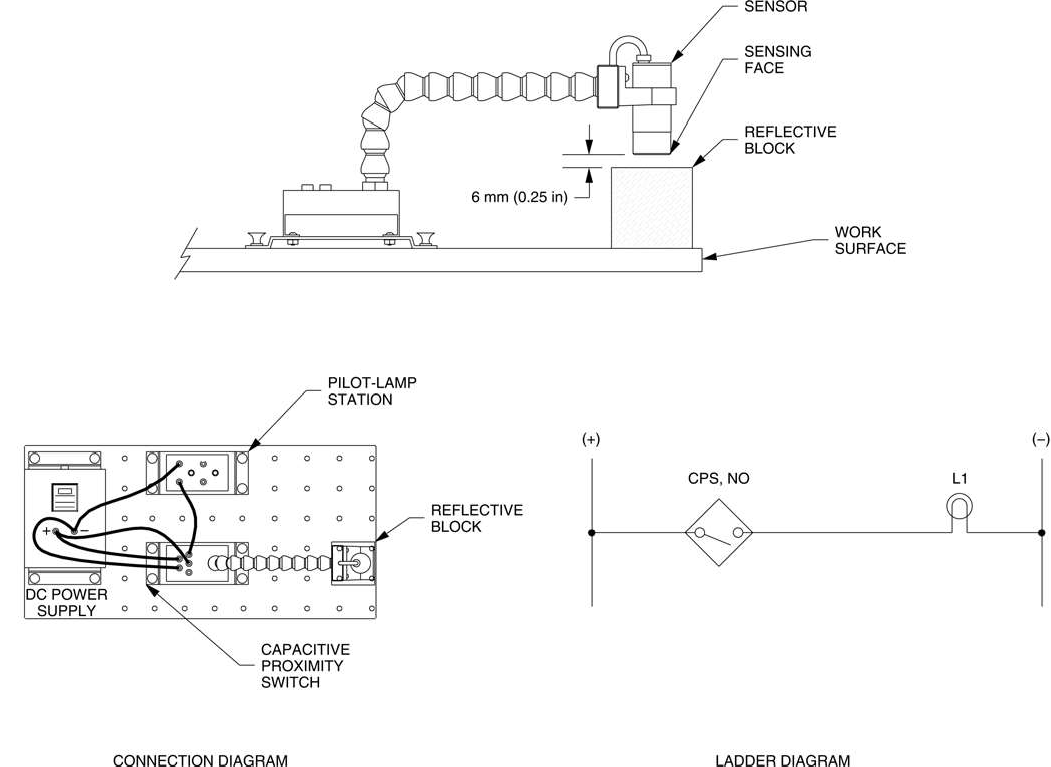 SENSOR
SENSING
FACE
REFLECTIVE
BLOCK
6 mm (0.25 in)
WORK
SURFACE
PILOT-LAMP
STATION
(+)
(–)
CPS, NO
L1
REFLECTIVE
BLOCK
+
–
DC POWER
SUPPLY
CAPACITIVE
PROXIMITY
SWITCH
CONNECTION DIAGRAM
LADDER DIAGRAM